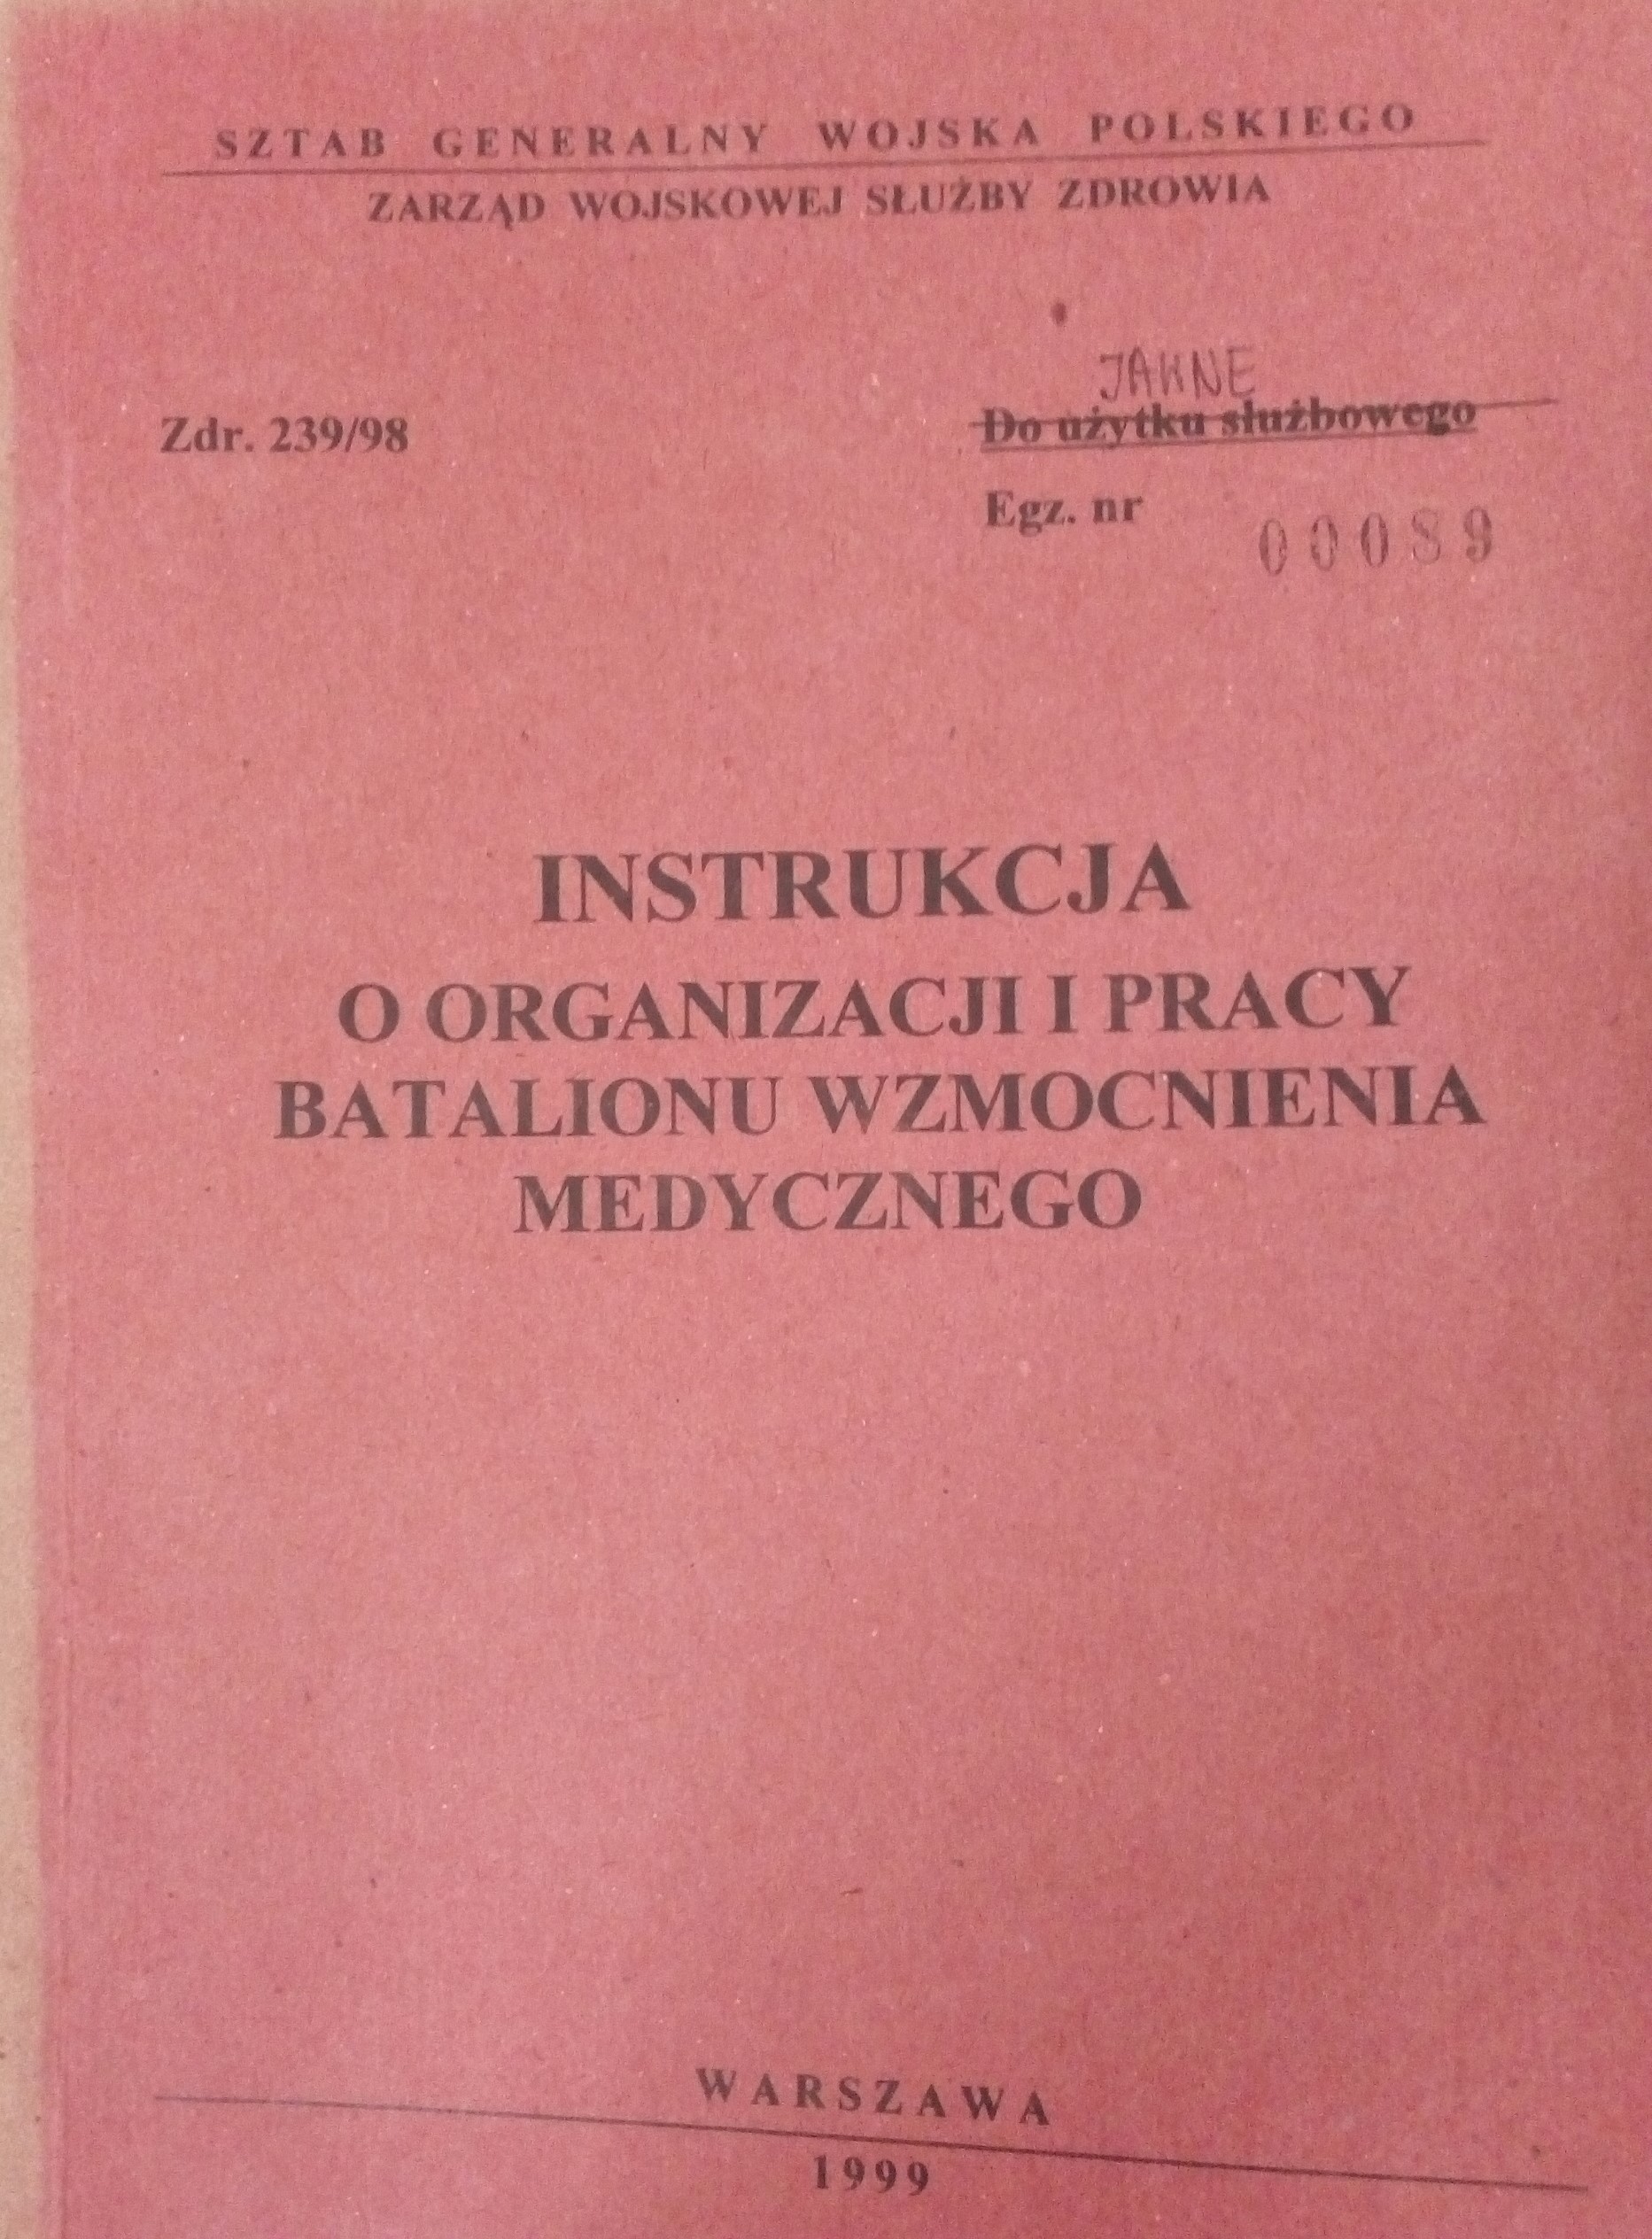 SZTAB GENERALNY WOJSKA POLSKIEGO
ZARZĄD WOJSKOWEJ SŁUŻBY ZDROWIA
JAWNE
Zdr. 239/98 Do użytku służbowego
Egz. nr 00089
INSTRUKCJA
O ORGANIZACJI I PRACY
BATALIONU WZMOCNIENIA
MEDYCZNEGO
WARSZAWA
1999